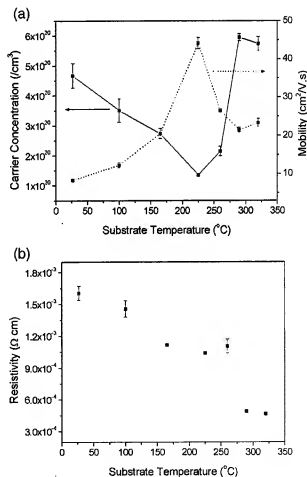 (a)
6x10²⁰
5x10²⁰
4x10²⁰
3x10²⁰
2x10²⁰
1x10²⁰
Carrier Concentration (/cm³)
50
40
30
20
10
Mobility (cm²/V.s)
0 50 100 150 200 250 300 350
Substrate Temperature (°C)
(b)
1.8x10⁻³
1.5x10⁻³
1.2x10⁻³
9.0x10⁻⁴
6.0x10⁻⁴
3.0x10⁻⁴
Resistivity (Ω cm)
0 50 100 150 200 250 300 350
Substrate Temperature (°C)